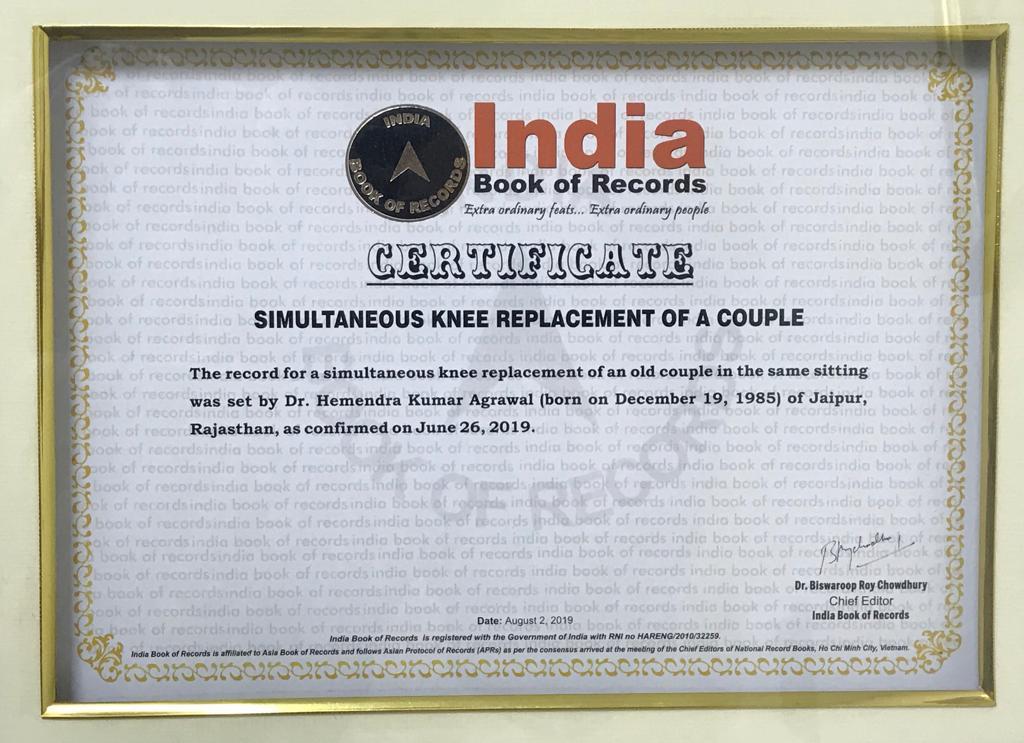 INDIA
BOOK OF RECORDS
India
Book of Records
Extra ordinary feats... Extra ordinary people
CERTIFICATE
SIMULTANEOUS KNEE REPLACEMENT OF A COUPLE
The record for a simultaneous knee replacement of an old couple in the same sitting
was set by Dr. Hemendra Kumar Agrawal (born on December 19, 1985) of Jaipur,
Rajasthan, as confirmed on June 26, 2019.
Dr. Biswaroop Roy Chowdhury
Chief Editor
India Book of Records
Date: August 2, 2019
India Book of Records is registered with the Government of India with RNI no HARENG/2010/32259.
India Book of Records is affiliated to Asia Book of Records and follows Asian Protocol of Records (APRs) as per the consensus arrived at the meeting of the Chief Editors of National Record Books, Ho Chi Minh City, Vietnam.